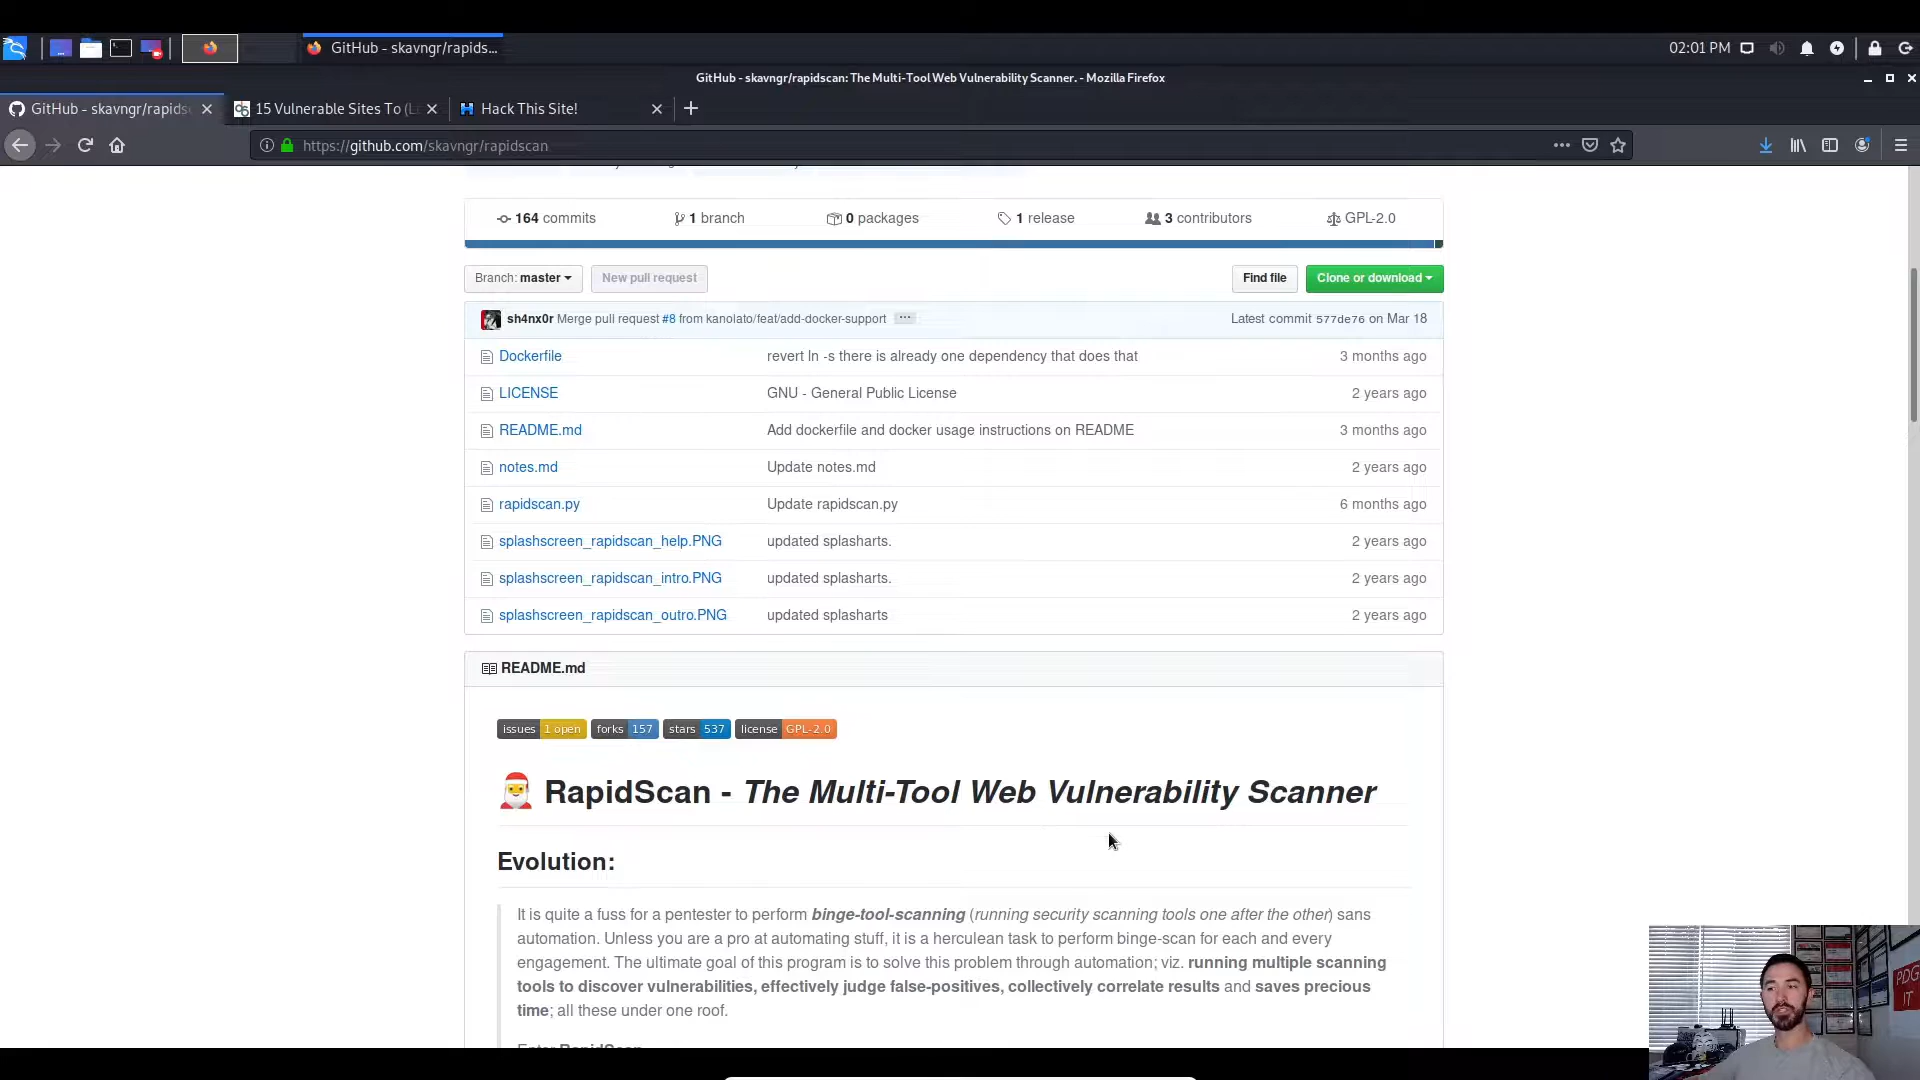 GitHub - skavngr/rapids...
02:01 PM
GitHub - skavngr/rapidscan: The Multi-Tool Web Vulnerability Scanner. - Mozilla Firefox
GitHub - skavngr/rapids
15 Vulnerable Sites To (L
Hack This Site!
https://github.com/skavngr/rapidscan
164 commits
1 branch
0 packages
1 release
3 contributors
GPL-2.0
Branch: master
New pull request
Find file
Clone or download
sh4nx0r Merge pull request #8 from kanolato/feat/add-docker-support ...
Latest commit 577de76 on Mar 18
Dockerfile revert ln -s there is already one dependency that does that 3 months ago
LICENSE GNU - General Public License 2 years ago
README.md Add dockerfile and docker usage instructions on README 3 months ago
notes.md Update notes.md 2 years ago
rapidscan.py Update rapidscan.py 6 months ago
splashscreen_rapidscan_help.PNG updated splasharts. 2 years ago
splashscreen_rapidscan_intro.PNG updated splasharts. 2 years ago
splashscreen_rapidscan_outro.PNG updated splasharts 2 years ago
README.md
issues 1 open forks 157 stars 537 license GPL-2.0
RapidScan - The Multi-Tool Web Vulnerability Scanner
Evolution:
It is quite a fuss for a pentester to perform binge-tool-scanning (running security scanning tools one after the other) sans
automation. Unless you are a pro at automating stuff, it is a herculean task to perform binge-scan for each and every
engagement. The ultimate goal of this program is to solve this problem through automation; viz. running multiple scanning
tools to discover vulnerabilities, effectively judge false-positives, collectively correlate results and saves precious
time; all these under one roof.
Enter RapidScan
PDG
IT